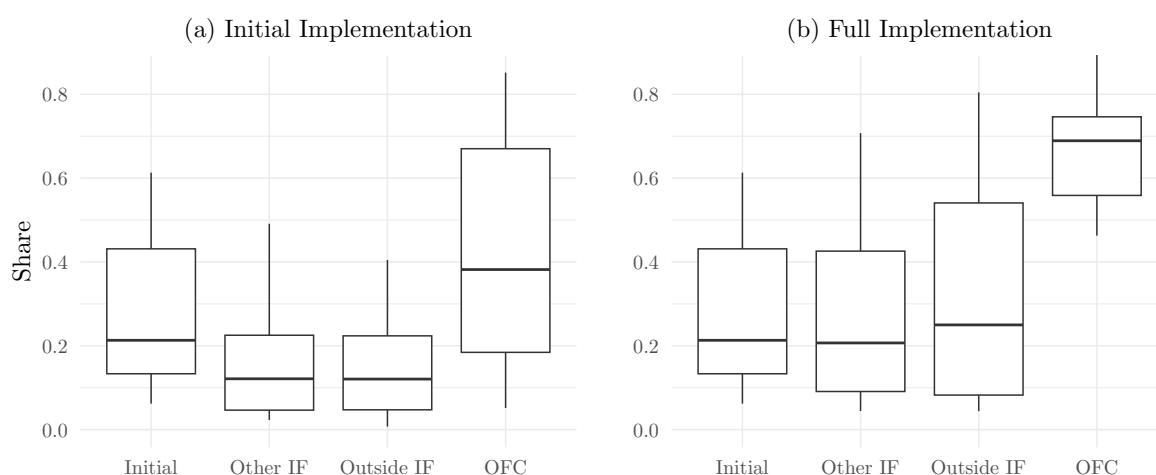 (a) Initial Implementation
(b) Full Implementation
Share
0.8
0.6
0.4
0.2
0.0
Initial Other IF Outside IF OFC
0.8
0.6
0.4
0.2
0.0
Initial Other IF Outside IF OFC